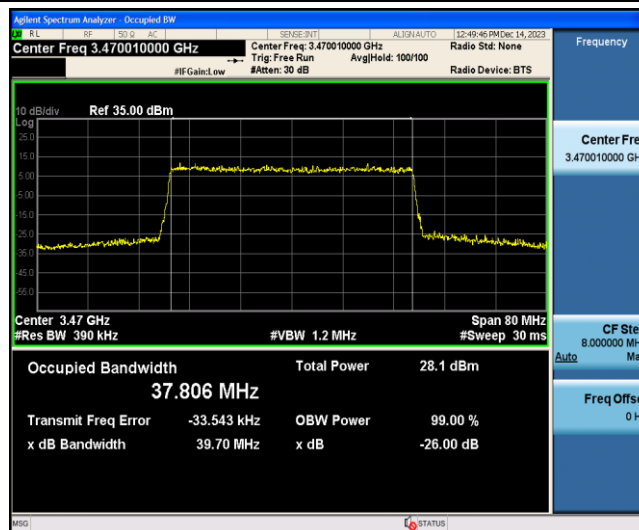 Agilent Spectrum Analyzer - Occupied BW
RL RF 50 Ω AC SENSE:INT ALIGN AUTO 12:49:46 PM Dec 14, 2023
Center Freq 3.470010000 GHz
Center Freq: 3.470010000 GHz Radio Std: None
Trig: Free Run Avg|Hold: 100/100
#IFGain:Low #Atten: 30 dB Radio Device: BTS
Frequency
10 dB/div Ref 35.00 dBm
Log
25.0
15.0
5.00
-5.00
-15.0
-25.0
-35.0
-45.0
-55.0
Center Fre
3.470010000 GH
Center 3.47 GHz Span 80 MHz
#Res BW 390 kHz #VBW 1.2 MHz #Sweep 30 ms
CF Ste
8.000000 MH
Auto Ma
Occupied Bandwidth Total Power 28.1 dBm
37.806 MHz
Transmit Freq Error -33.543 kHz OBW Power 99.00 %
x dB Bandwidth 39.70 MHz x dB -26.00 dB
Freq Offse
0 H
MSG STATUS